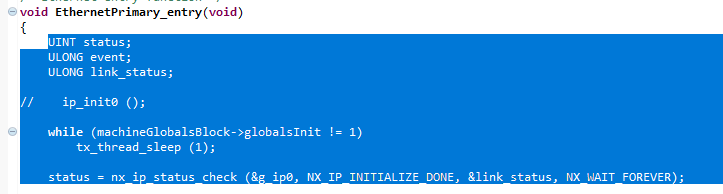 void EthernetPrimary_entry(void)
{
UINT status;
ULONG event;
ULONG link_status;
// ip_init0 ();
while (machineGlobalsBlock->globalsInit != 1)
tx_thread_sleep (1);
status = nx_ip_status_check (&g_ip0, NX_IP_INITIALIZE_DONE, &link_status, NX_WAIT_FOREVER);